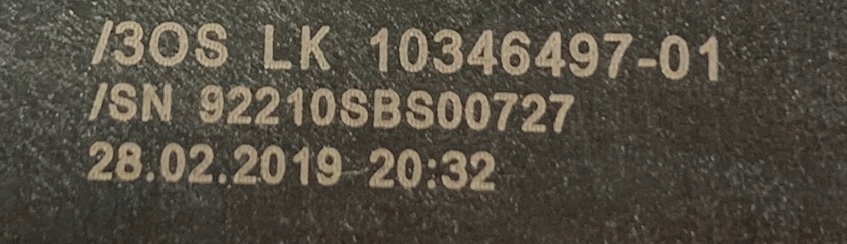 /3OS LK 10346497-01
/SN 92210SBS00727
28.02.2019 20:32